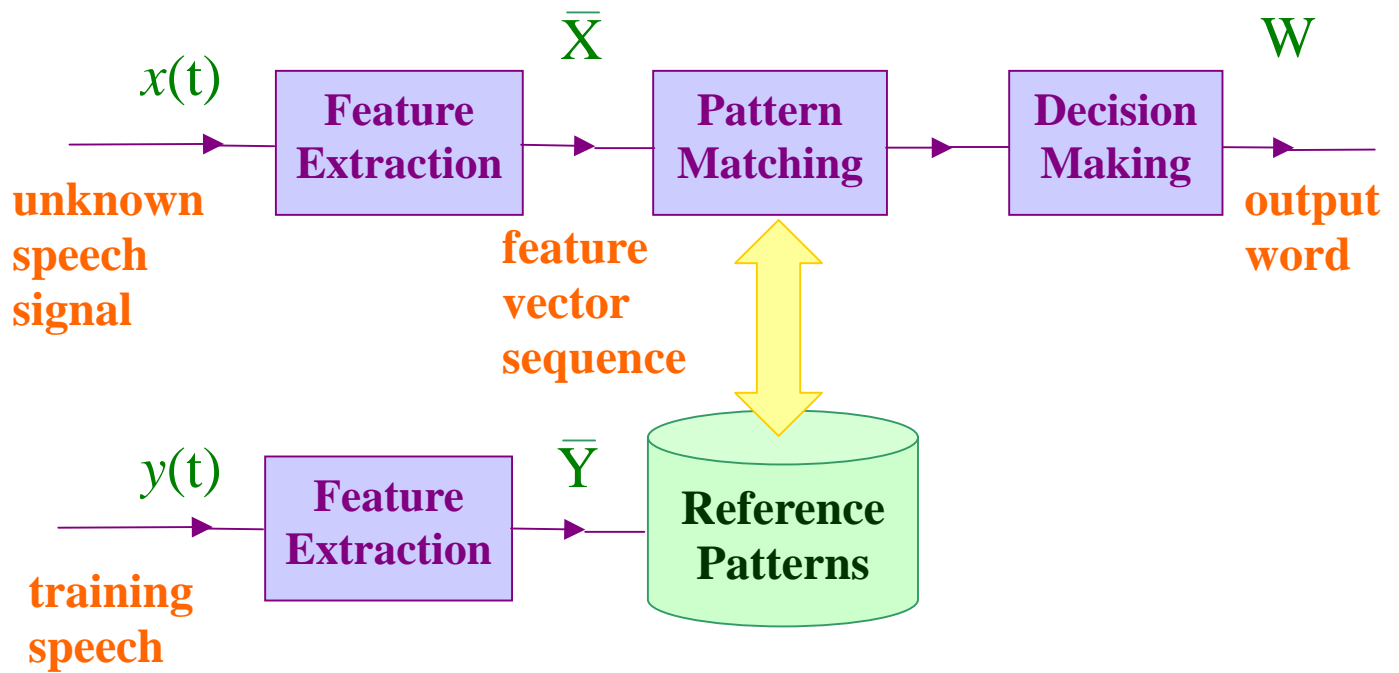 x(t)
X̅
W
Feature
Extraction
Pattern
Matching
Decision
Making
unknown
speech
signal
feature
vector
sequence
output
word
y(t)
Y̅
Feature
Extraction
Reference
Patterns
training
speech